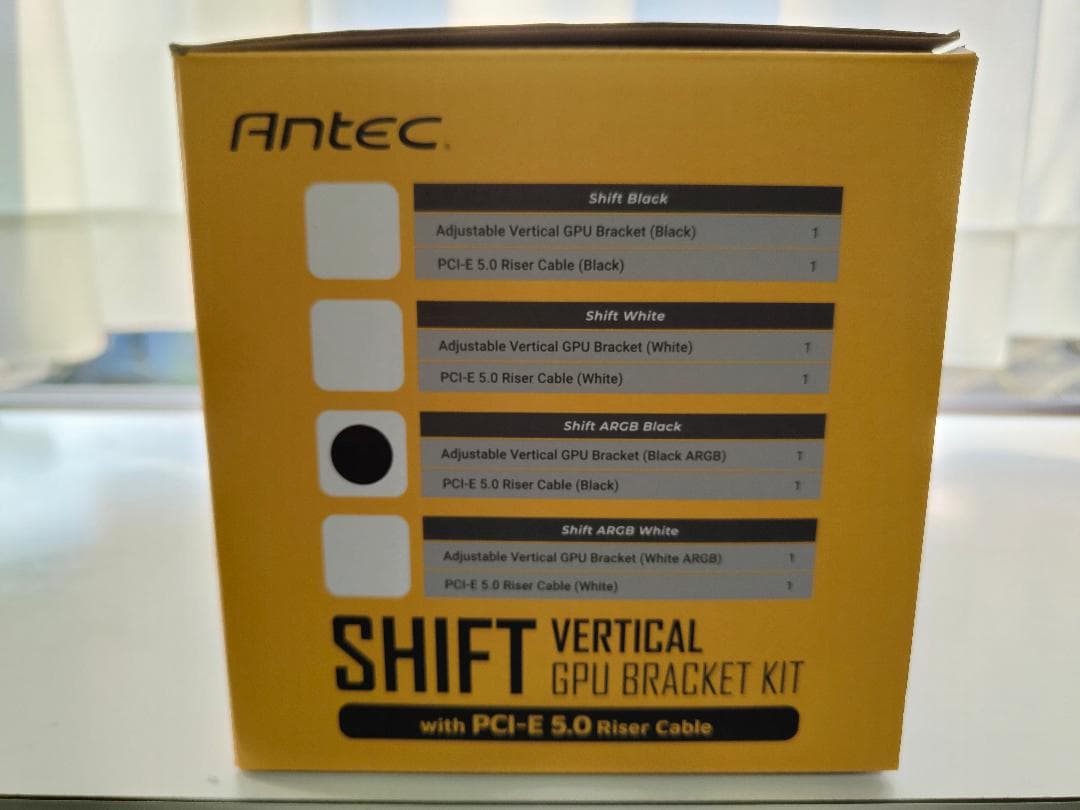 Antec
Shift Black
Adjustable Vertical GPU Bracket (Black) 1
PCI-E 5.0 Riser Cable (Black) 1
Shift White
Adjustable Vertical GPU Bracket (White) 1
PCI-E 5.0 Riser Cable (White) 1
Shift ARGB Black
Adjustable Vertical GPU Bracket (Black ARGB) 1
PCI-E 5.0 Riser Cable (Black) 1
Shift ARGB White
Adjustable Vertical GPU Bracket (White ARGB) 1
PCI-E 5.0 Riser Cable (White) 1
SHIFT VERTICAL
GPU BRACKET KIT
with PCI-E 5.0 Riser Cable